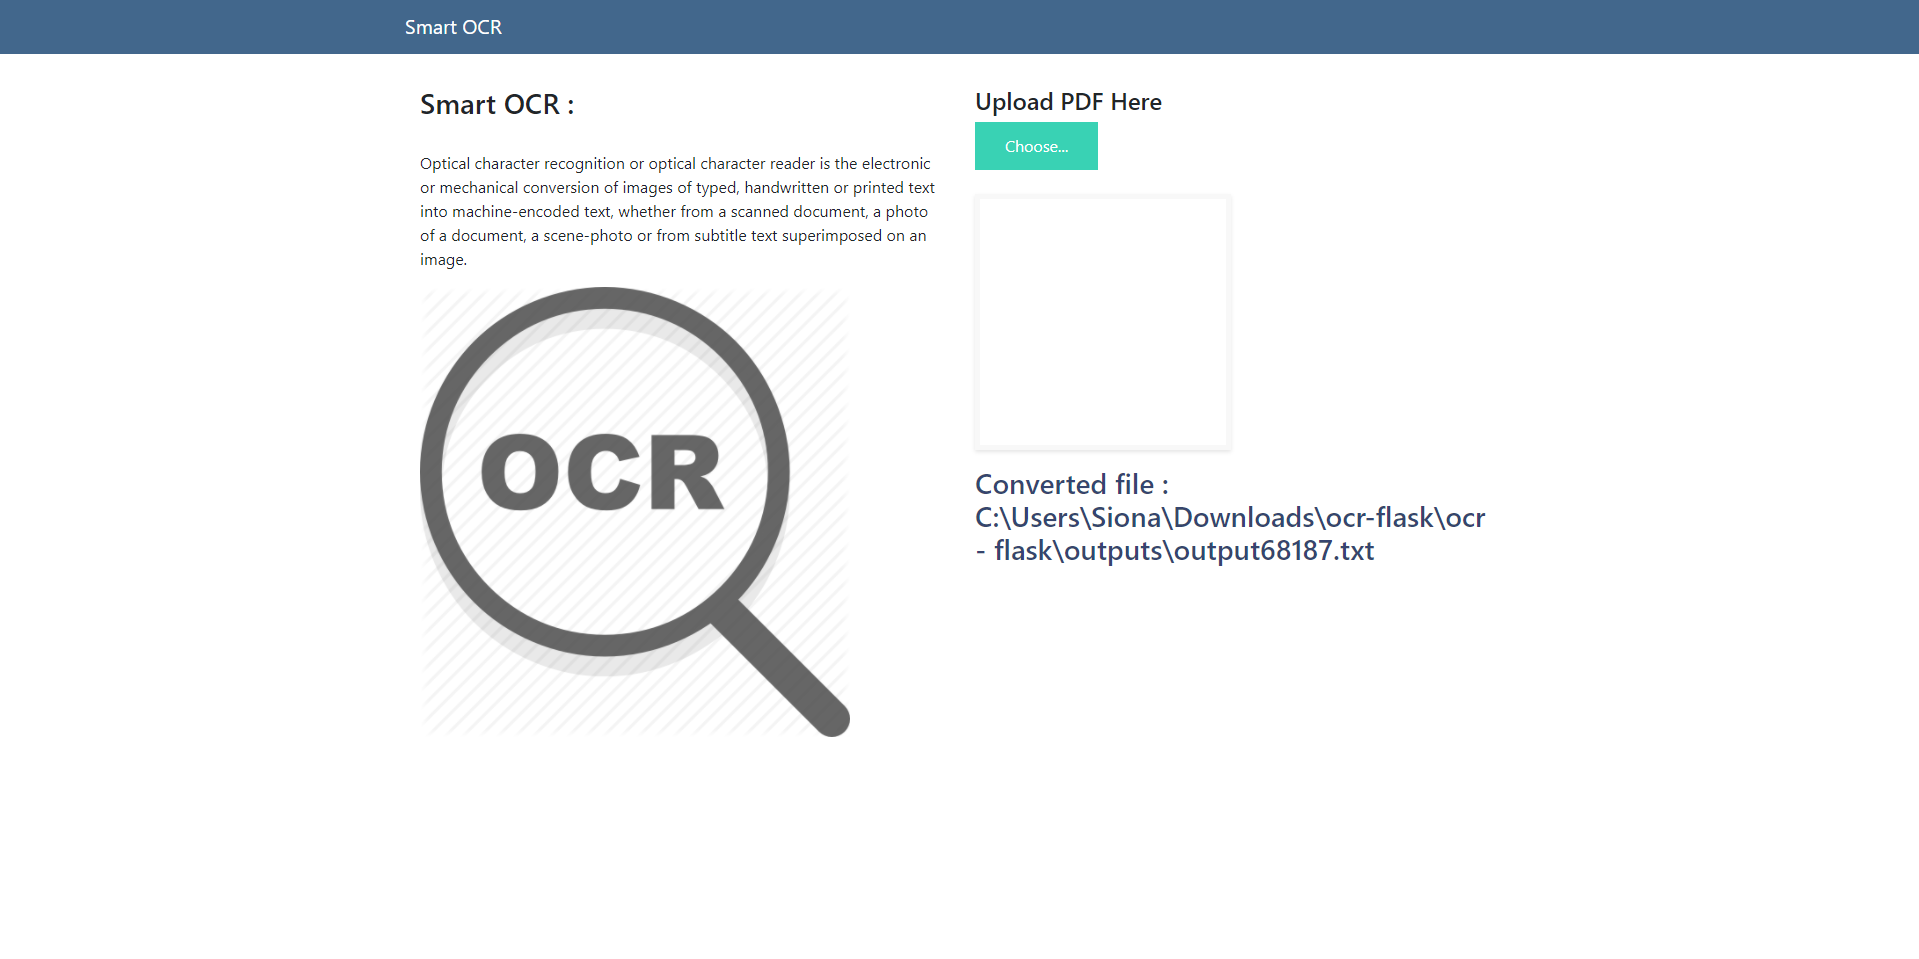 Smart OCR
Smart OCR :
Optical character recognition or optical character reader is the electronic
or mechanical conversion of images of typed, handwritten or printed text
into machine-encoded text, whether from a scanned document, a photo
of a document, a scene-photo or from subtitle text superimposed on an
image.
OCR
Upload PDF Here
Choose...
Converted file :
C:\Users\Siona\Downloads\ocr-flask\ocr
- flask\outputs\output68187.txt